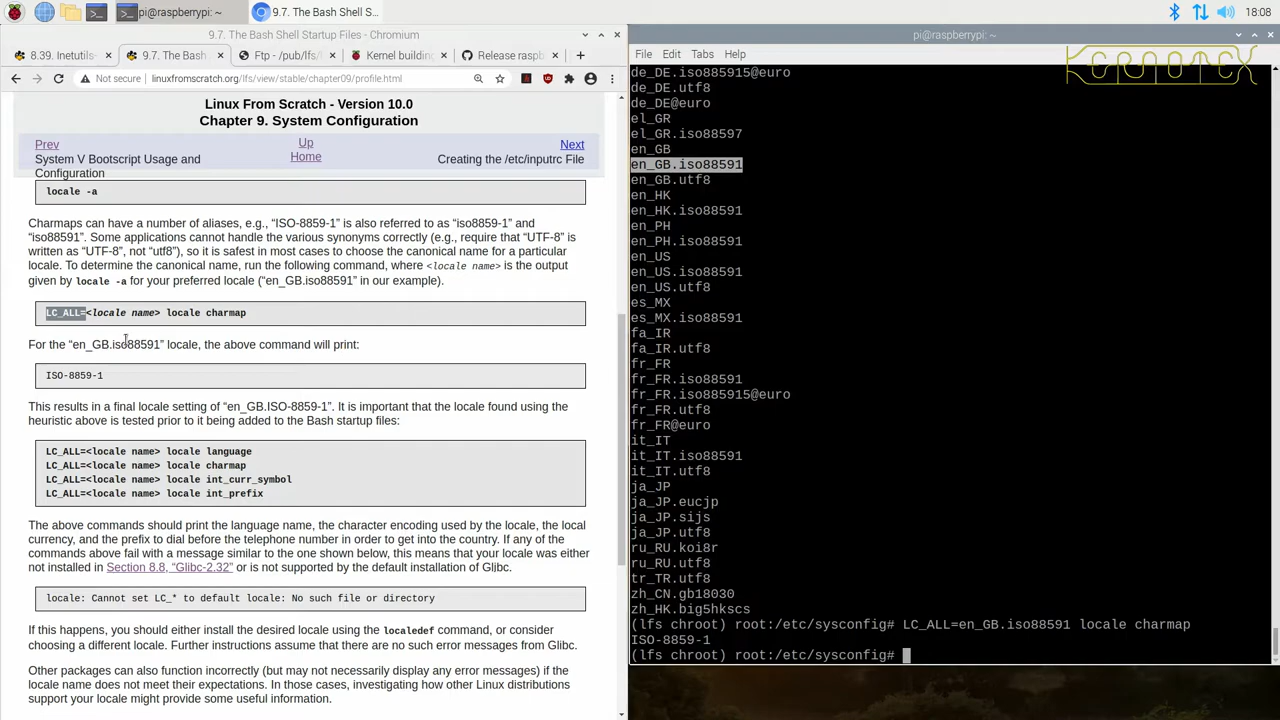 pi@raspberrypi: ~
9.7. The Bash Shell S...
18:08
9.7. The Bash Shell Startup Files - Chromium
8.39. Inetutils-
9.7. The Bash
Ftp - /pub/lfs/
Kernel building
Release raspb
Not secure | linuxfromscratch.org/lfs/view/stable/chapter09/profile.html
Linux From Scratch - Version 10.0
Chapter 9. System Configuration
Prev
Up
Next
System V Bootscript Usage and Configuration
Home
Creating the /etc/inputrc File
locale -a
Charmaps can have a number of aliases, e.g., “ISO-8859-1” is also referred to as “iso8859-1” and
“iso88591”. Some applications cannot handle the various synonyms correctly (e.g., require that “UTF-8” is
written as “UTF-8”, not “utf8”), so it is safest in most cases to choose the canonical name for a particular
locale. To determine the canonical name, run the following command, where <locale name> is the output
given by locale -a for your preferred locale (“en_GB.iso88591” in our example).
LC_ALL=<locale name> locale charmap
For the “en_GB.iso88591” locale, the above command will print:
ISO-8859-1
This results in a final locale setting of “en_GB.ISO-8859-1”. It is important that the locale found using the
heuristic above is tested prior to it being added to the Bash startup files:
LC_ALL=<locale name> locale language
LC_ALL=<locale name> locale charmap
LC_ALL=<locale name> locale int_curr_symbol
LC_ALL=<locale name> locale int_prefix
The above commands should print the language name, the character encoding used by the locale, the local
currency, and the prefix to dial before the telephone number in order to get into the country. If any of the
commands above fail with a message similar to the one shown below, this means that your locale was either
not installed in Section 8.8, “Glibc-2.32” or is not supported by the default installation of Glibc.
locale: Cannot set LC_* to default locale: No such file or directory
If this happens, you should either install the desired locale using the localedef command, or consider
choosing a different locale. Further instructions assume that there are no such error messages from Glibc.
Other packages can also function incorrectly (but may not necessarily display any error messages) if the
locale name does not meet their expectations. In those cases, investigating how other Linux distributions
support your locale might provide some useful information.
pi@raspberrypi: ~
File Edit Tabs Help
KERNOTEX
de_DE.iso885915@euro
de_DE.utf8
de_DE@euro
el_GR
el_GR.iso88597
en_GB
en_GB.iso88591
en_GB.utf8
en_HK
en_HK.iso88591
en_PH
en_PH.iso88591
en_US
en_US.iso88591
en_US.utf8
es_MX
es_MX.iso88591
fa_IR
fa_IR.utf8
fr_FR
fr_FR.iso88591
fr_FR.iso885915@euro
fr_FR.utf8
fr_FR@euro
it_IT
it_IT.iso88591
it_IT.utf8
ja_JP
ja_JP.eucjp
ja_JP.sijs
ja_JP.utf8
ru_RU.koi8r
ru_RU.utf8
tr_TR.utf8
zh_CN.gb18030
zh_HK.big5hkscs
(lfs chroot) root:/etc/sysconfig# LC_ALL=en_GB.iso88591 locale charmap
ISO-8859-1
(lfs chroot) root:/etc/sysconfig#